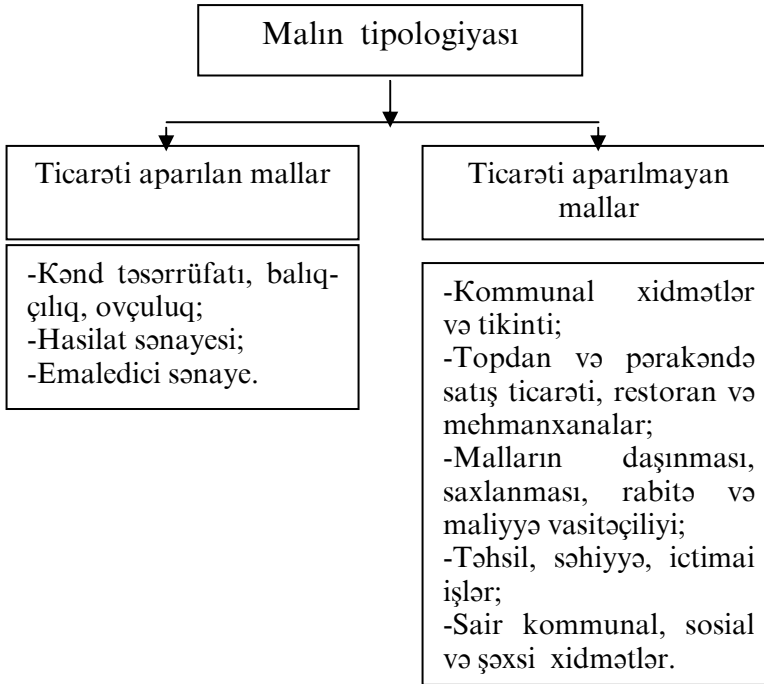 Malın tipologiyası
Ticarəti aparılan mallar
-Kənd təsərrüfatı, balıq-
çılıq, ovçuluq;
-Hasilat sənayesi;
-Emaledici sənaye.
Ticarəti aparılmayan
mallar
-Kommunal xidmətlər
və tikinti;
-Topdan və pərakəndə
satış ticarəti, restoran və
mehmanxanalar;
-Malların daşınması,
saxlanması, rabitə və
maliyyə vasitəçiliyi;
-Təhsil, səhiyyə, ictimai
işlər;
-Sair kommunal, sosial
və şəxsi xidmətlər.